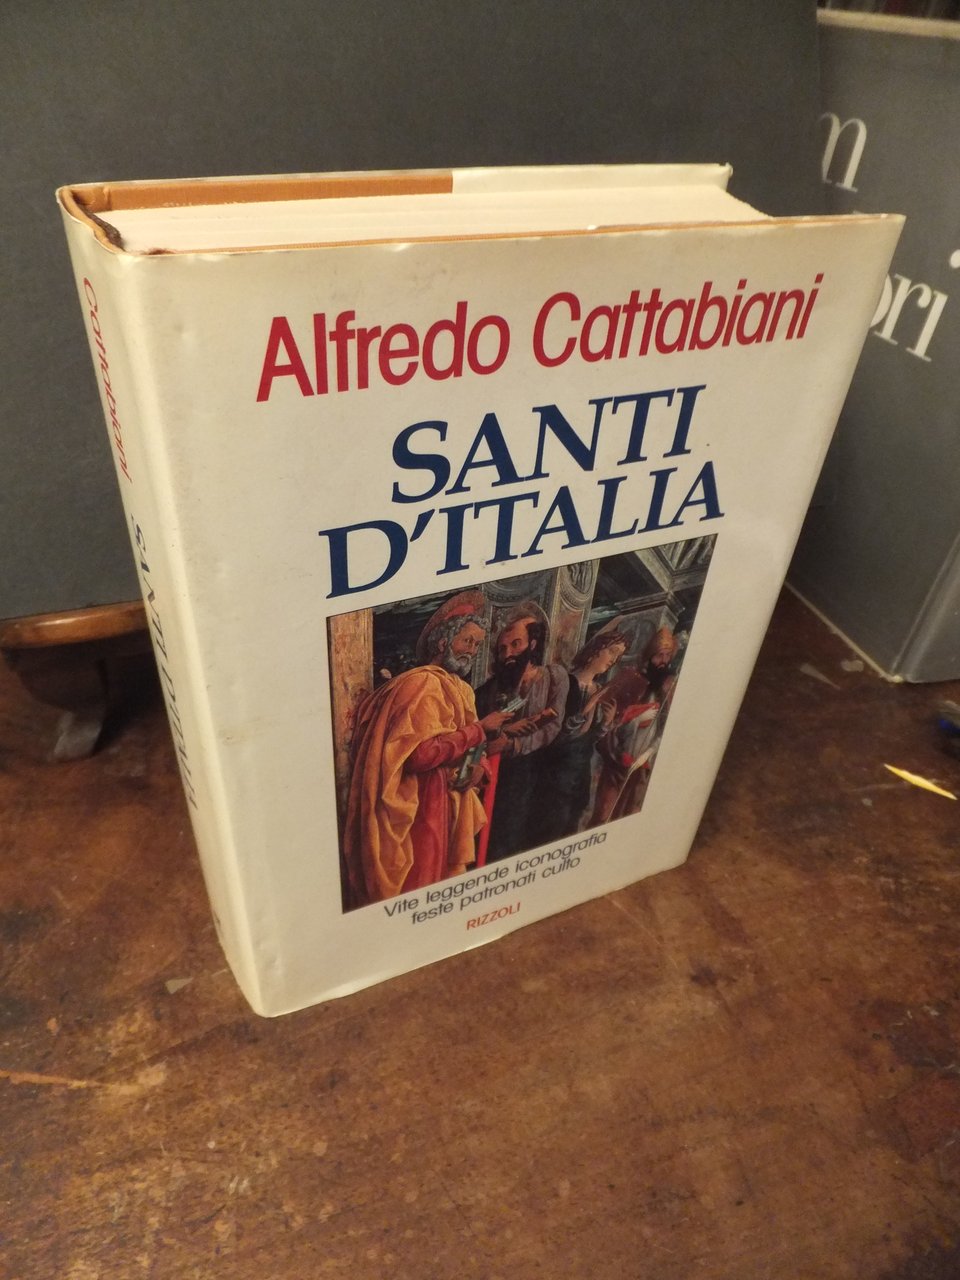 Alfredo Cattabiani
SANTI
D'ITALIA
Vite leggende iconografia
feste patronati culto
RIZZOLI
Cattabiani
SANTI D'ITALIA